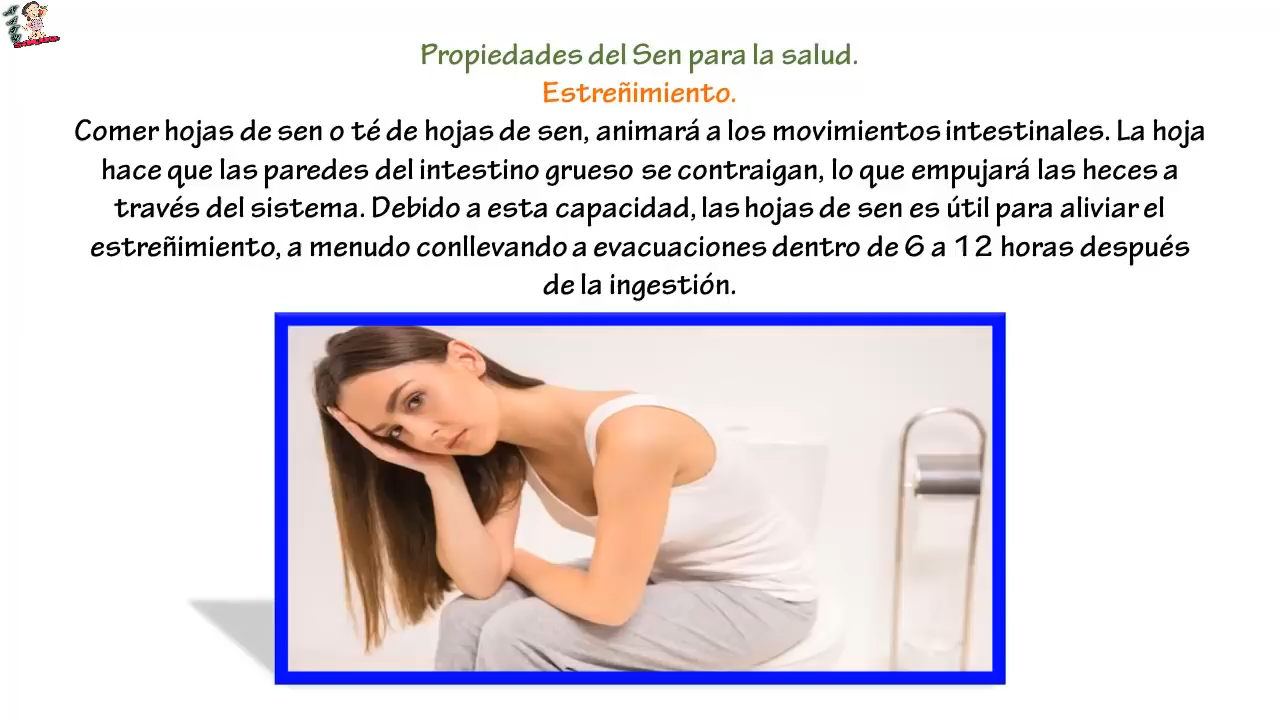 Propiedades del Sen para la salud.
Estreñimiento.
Comer hojas de sen o té de hojas de sen, animará a los movimientos intestinales. La hoja
hace que las paredes del intestino grueso se contraigan, lo que empujará las heces a
través del sistema. Debido a esta capacidad, las hojas de sen es útil para aliviar el
estreñimiento, a menudo conllevando a evacuaciones dentro de 6 a 12 horas después
de la ingestión.